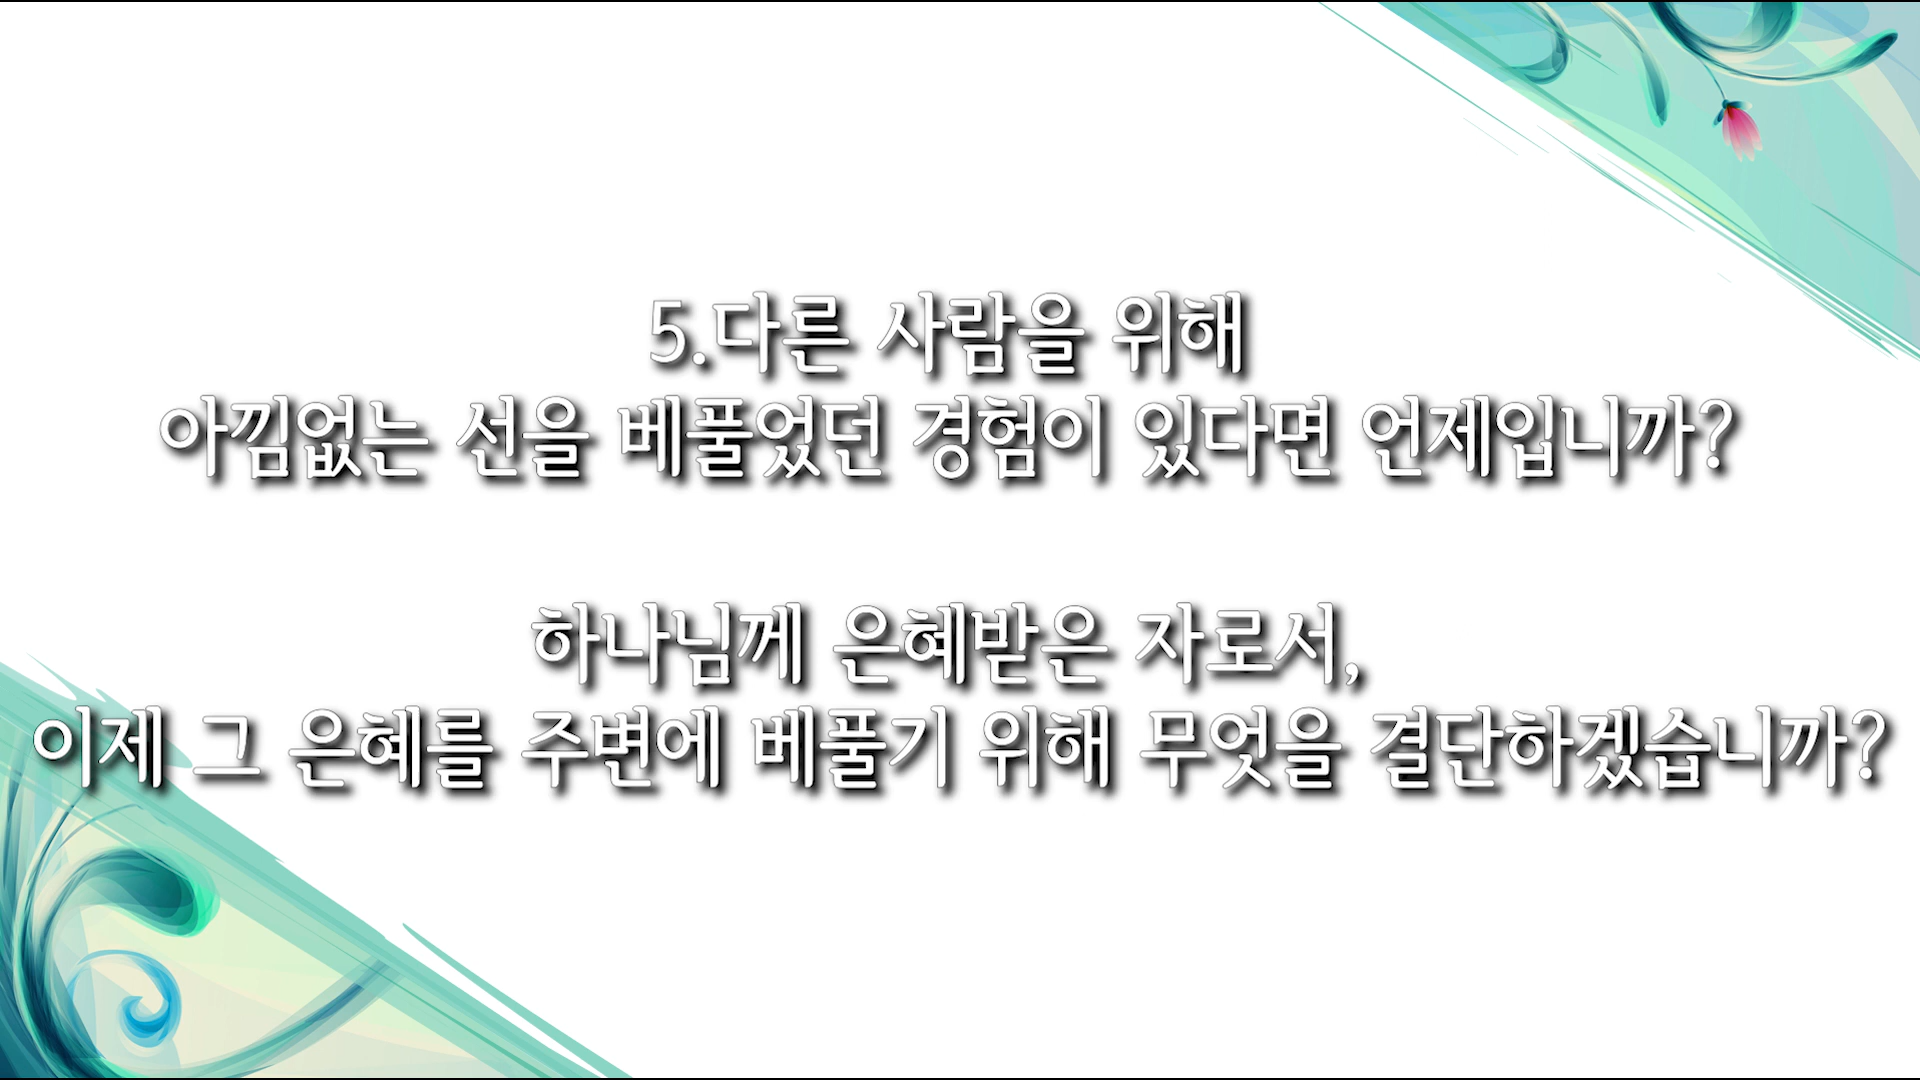 5.다른 사람을 위해
아낌없는 선을 베풀었던 경험이 있다면 언제입니까?
하나님께 은혜받은 자로서,
이제 그 은혜를 주변에 베풀기 위해 무엇을 결단하겠습니까?